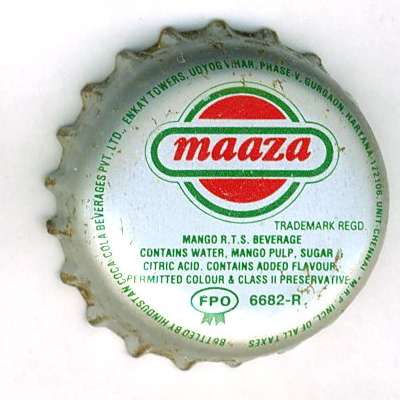 BOTTLED BY HINDUSTAN COCA COLA BEVERAGES PVT. LTD., ENKAY TOWERS, UDYOG VIHAR, PHASE-V, GURGAON, HARYANA, 122106. UNIT: CHENNAI. M.R.P. INCL. OF ALL TAXES
maaza
TRADEMARK REGD.
MANGO R.T.S. BEVERAGE
CONTAINS WATER, MANGO PULP, SUGAR
CITRIC ACID. CONTAINS ADDED FLAVOUR,
PERMITTED COLOUR & CLASS II PRESERVATIVE
FPO 6682-R